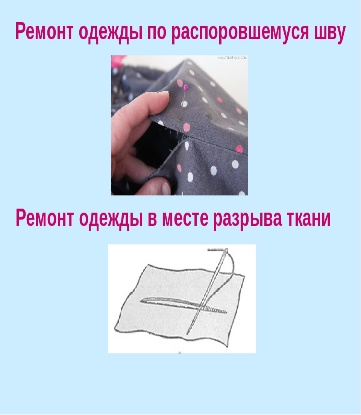 Ремонт одежды по распоровшемуся шву
Ремонт одежды в месте разрыва ткани